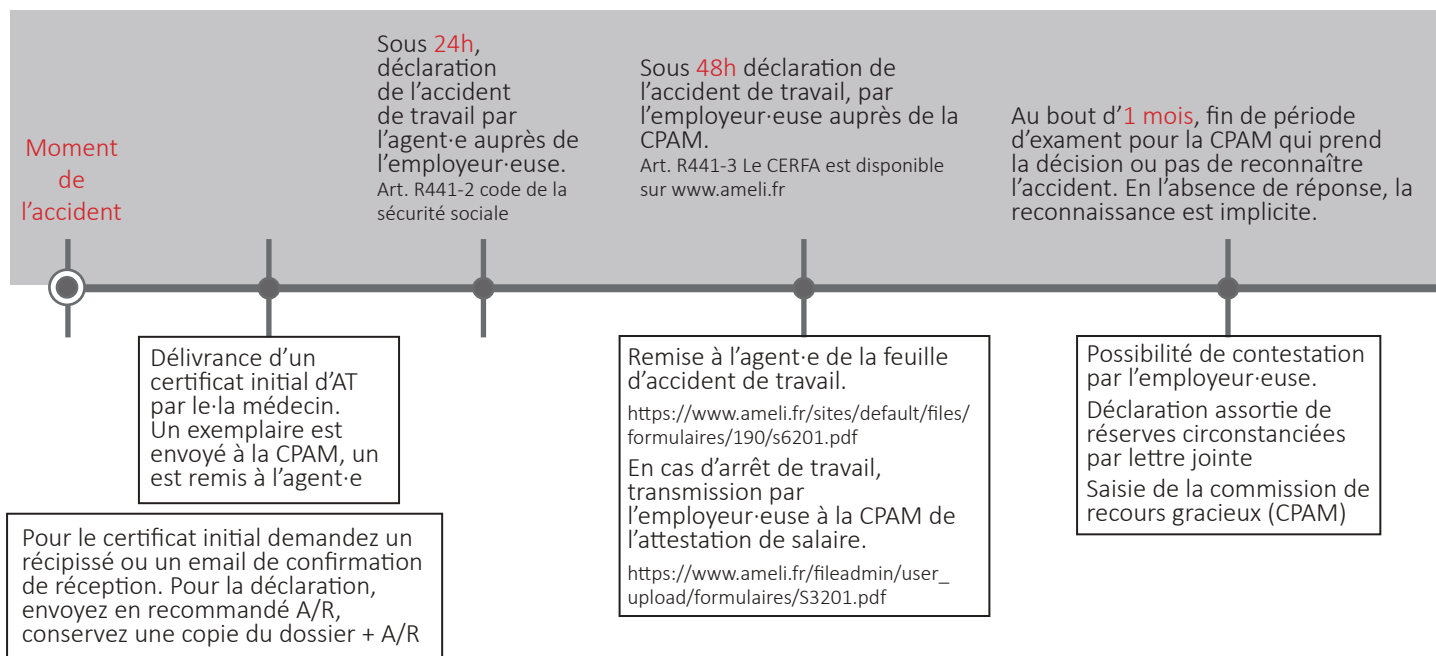 Moment
de
l'accident
Sous 24h,
déclaration
de l'accident
de travail par
l'agent·e auprès de
l'employeur·euse.
Art. R441-2 code de la
sécurité sociale
Sous 48h déclaration de
l'accident de travail, par
l'employeur·euse auprès de la
CPAM.
Art. R441-3 Le CERFA est disponible
sur www.ameli.fr
Au bout d'1 mois, fin de période
d'exament pour la CPAM qui prend
la décision ou pas de reconnaître
l'accident. En l'absence de réponse, la
reconnaissance est implicite.
Délivrance d'un
certificat initial d'AT
par le·la médecin.
Un exemplaire est
envoyé à la CPAM, un
est remis à l'agent·e
Pour le certificat initial demandez un
récipissé ou un email de confirmation
de réception. Pour la déclaration,
envoyez en recommandé A/R,
conservez une copie du dossier + A/R
Remise à l'agent·e de la feuille
d'accident de travail.
https://www.ameli.fr/sites/default/files/
formulaires/190/s6201.pdf
En cas d'arrêt de travail,
transmission par
l'employeur·euse à la CPAM de
l'attestation de salaire.
https://www.ameli.fr/fileadmin/user_
upload/formulaires/S3201.pdf
Possibilité de contestation
par l'employeur·euse.
Déclaration assortie de
réserves circonstanciées
par lettre jointe
Saisie de la commission de
recours gracieux (CPAM)